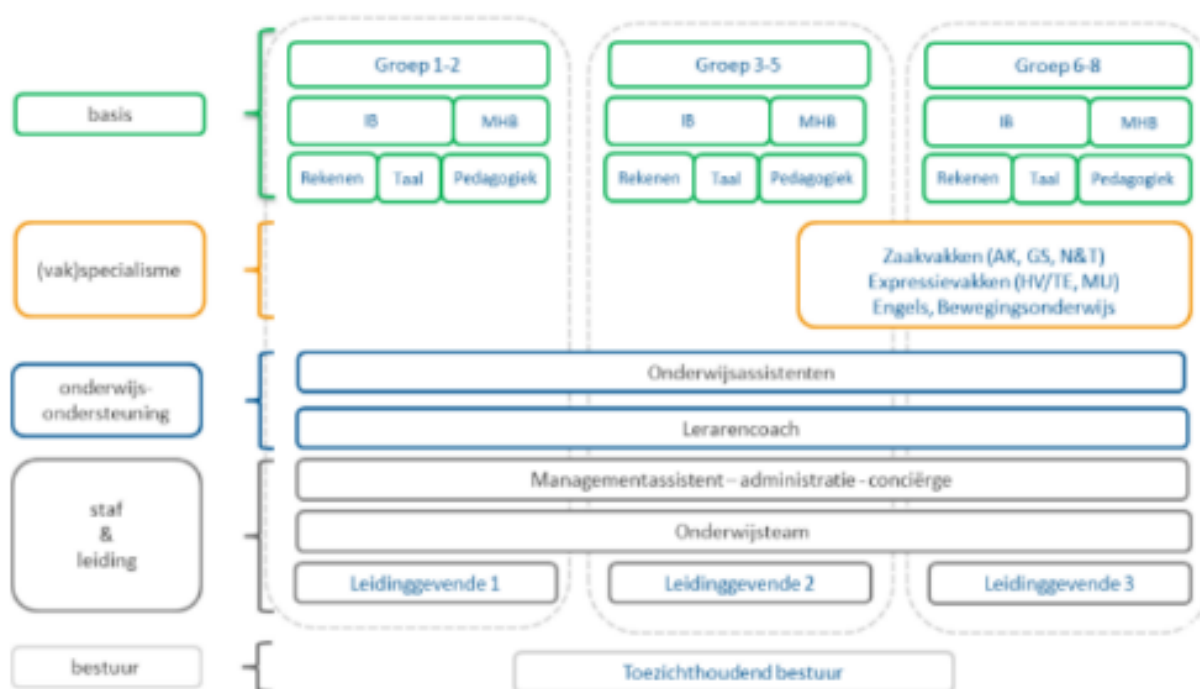 Groep 1-2
Groep 3-5
Groep 6-8
basis
IB
MHB
IB
MHB
IB
MHB
Rekenen
Taal
Pedagogiek
Rekenen
Taal
Pedagogiek
Rekenen
Taal
Pedagogiek
(vak)specialisme
Zaakvakken (AK, GS, N&T)
Expressievakken (HV/TE, MU)
Engels, Bewegingsonderwijs
onderwijs-
ondersteuning
Onderwijsassistenten
Lerarencoach
staf
&
leiding
Managementassistent – administratie - conciërge
Onderwijsteam
Leidinggevende 1
Leidinggevende 2
Leidinggevende 3
bestuur
Toezichthoudend bestuur